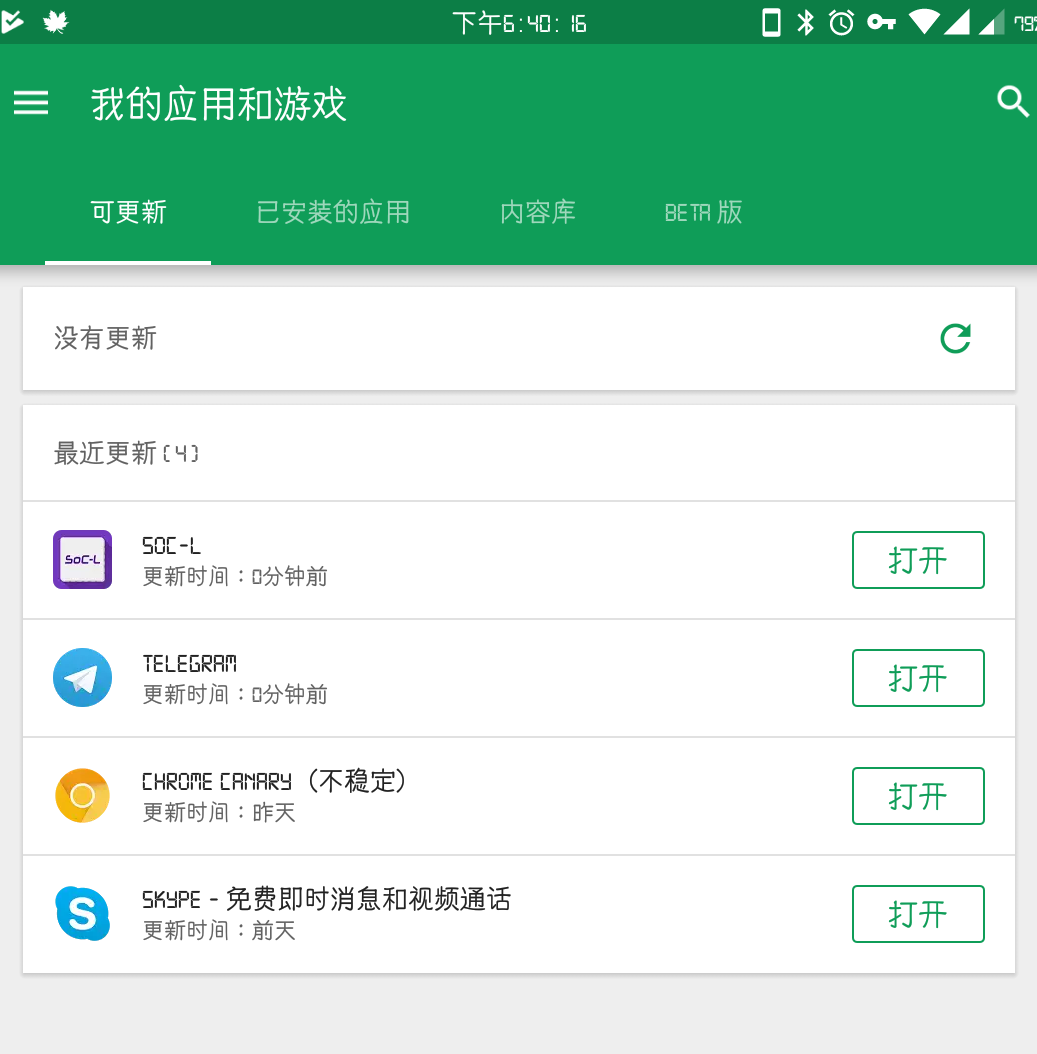 下午6:40:16
79%
我的应用和游戏
可更新 已安装的应用 内容库 BETA 版
没有更新
最近更新(4)
SoC-L
SOC-L
更新时间：0分钟前
打开
TELEGRAM
更新时间：0分钟前
打开
CHROME CANARY（不稳定）
更新时间：昨天
打开
S
SKYPE - 免费即时消息和视频通话
更新时间：前天
打开